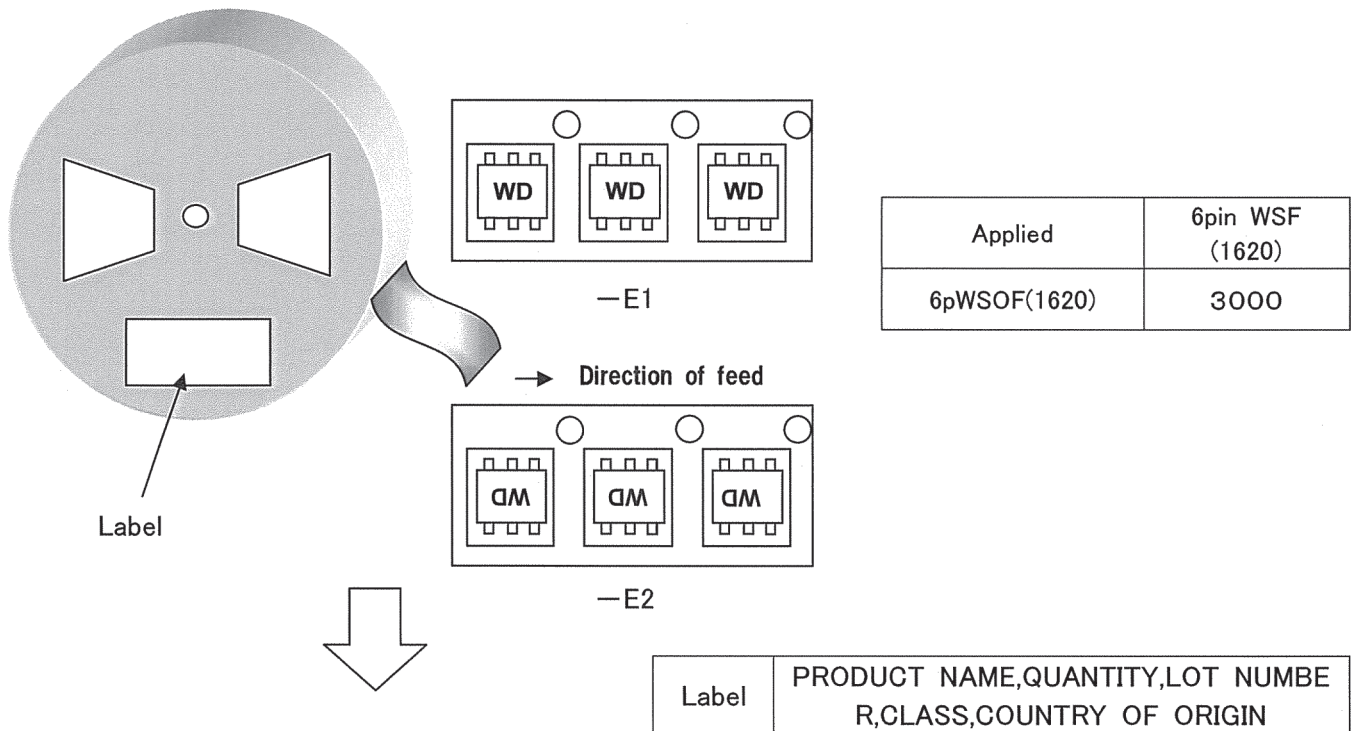 WD WD WD
Applied 6pin WSF
(1620)
—E1
6pWSOF(1620) 3000
→ Direction of feed
WD WD WD
Label
—E2
Label PRODUCT NAME,QUANTITY,LOT NUMBE
R,CLASS,COUNTRY OF ORIGIN